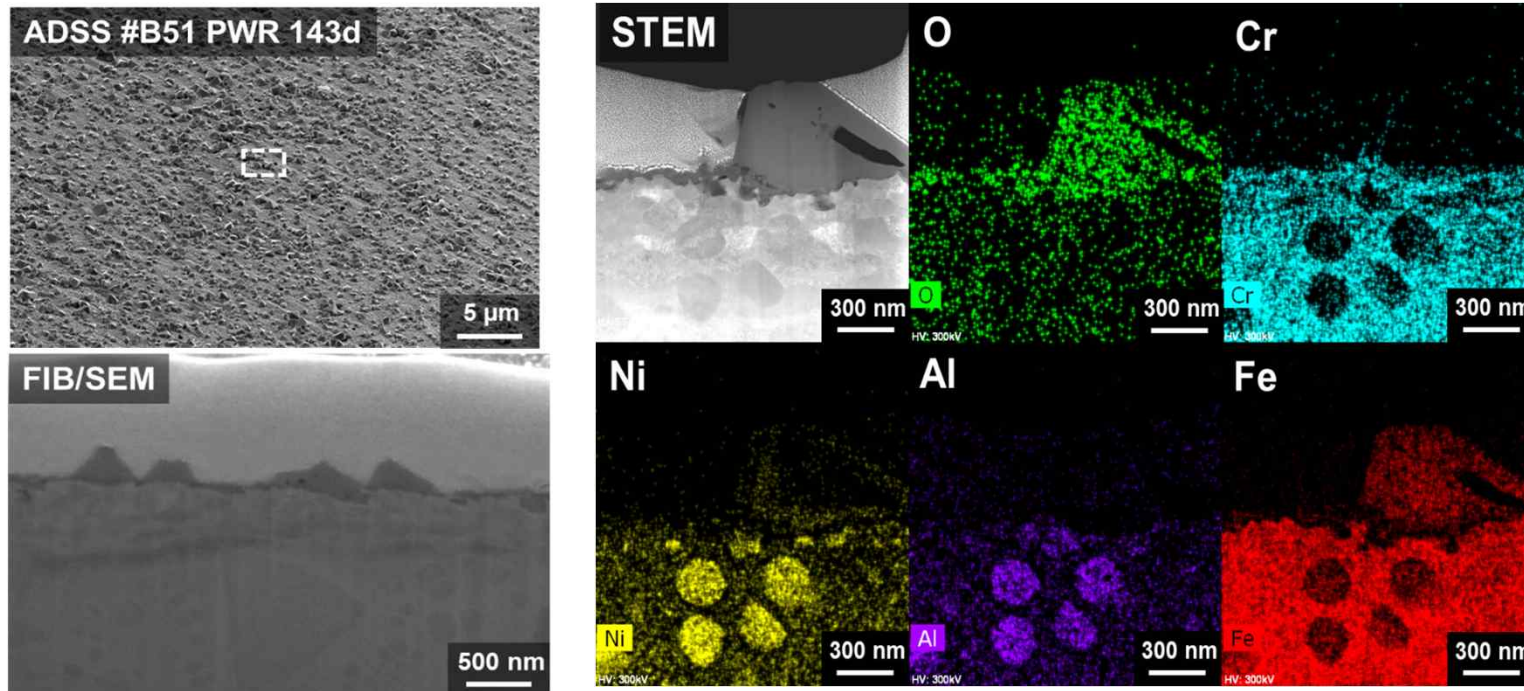 ADSS #B51 PWR 143d
5 µm
FIB/SEM
500 nm
STEM
300 nm
O
O
HV: 300kV
300 nm
Cr
Cr
HV: 300kV
300 nm
Ni
Ni
HV: 300kV
300 nm
Al
Al
HV: 300kV
300 nm
Fe
Fe
HV: 300kV
300 nm